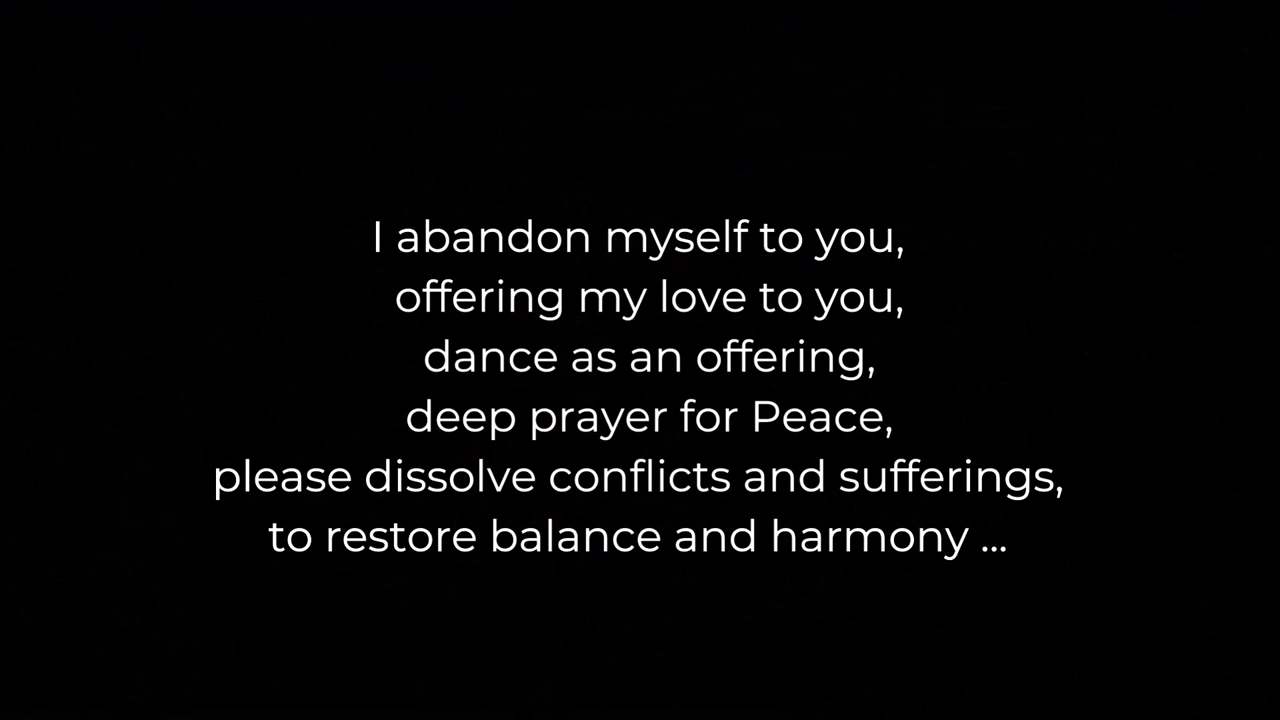 I abandon myself to you,
offering my love to you,
dance as an offering,
deep prayer for Peace,
please dissolve conflicts and sufferings,
to restore balance and harmony ...